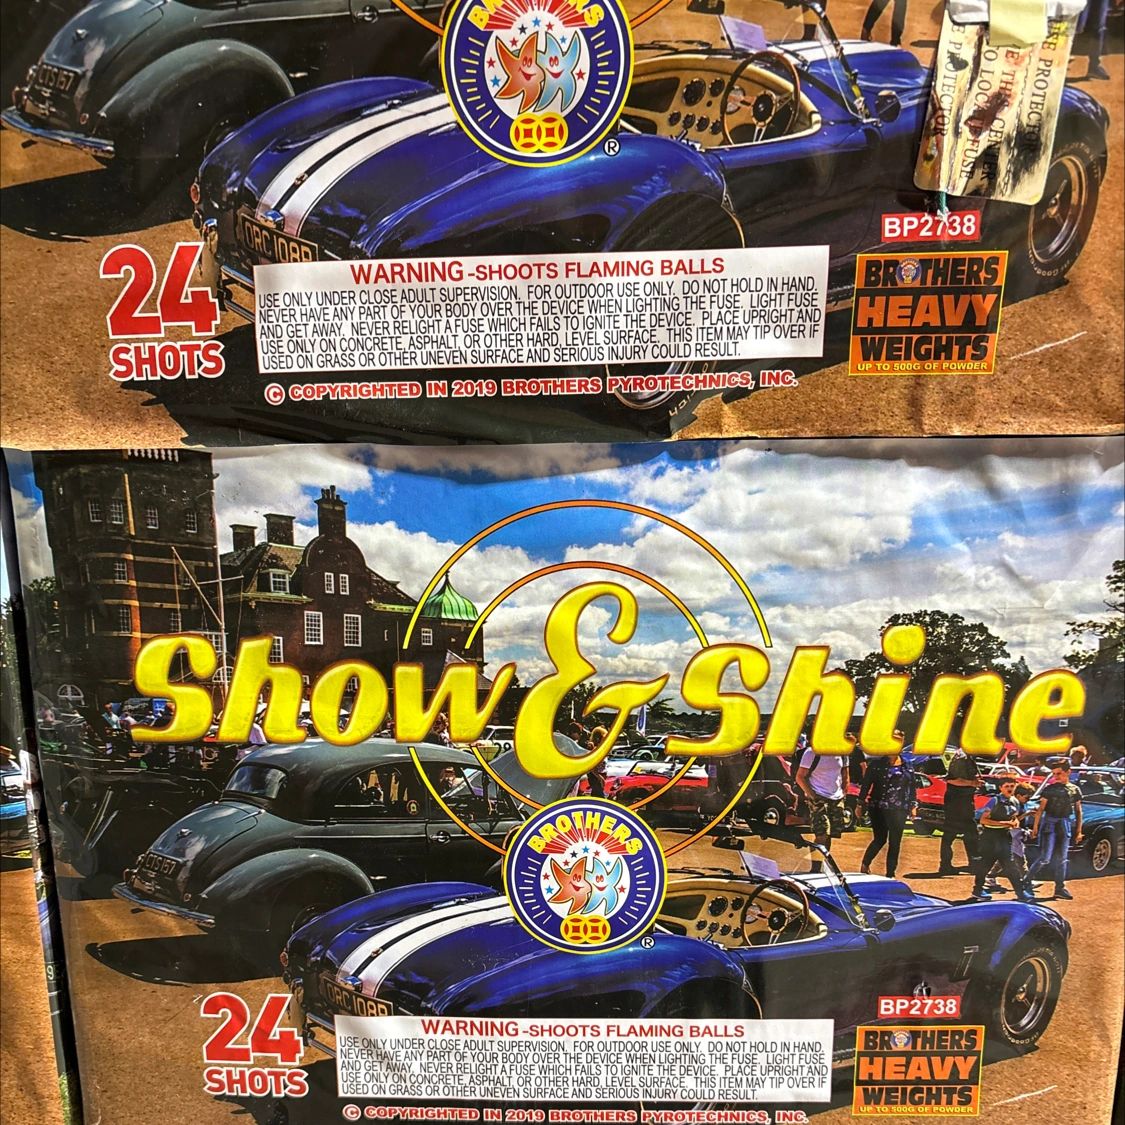 BROTHERS
CTS 157
ORC 108B
®
BP2738
24
SHOTS
WARNING -SHOOTS FLAMING BALLS
USE ONLY UNDER CLOSE ADULT SUPERVISION. FOR OUTDOOR USE ONLY. DO NOT HOLD IN HAND.
NEVER HAVE ANY PART OF YOUR BODY OVER THE DEVICE WHEN LIGHTING THE FUSE. LIGHT FUSE
AND GET AWAY. NEVER RELIGHT A FUSE WHICH FAILS TO IGNITE THE DEVICE. PLACE UPRIGHT AND
USE ONLY ON CONCRETE, ASPHALT, OR OTHER HARD, LEVEL SURFACE. THIS ITEM MAY TIP OVER IF
USED ON GRASS OR OTHER UNEVEN SURFACE AND SERIOUS INJURY COULD RESULT.
BROTHERS
HEAVY
WEIGHTS
UP TO 500G OF POWDER
© COPYRIGHTED IN 2019 BROTHERS PYROTECHNICS, INC.
Show & Shine
CTS 157
BROTHERS
®
ORC 108B
BP2738
24
SHOTS
WARNING -SHOOTS FLAMING BALLS
USE ONLY UNDER CLOSE ADULT SUPERVISION. FOR OUTDOOR USE ONLY. DO NOT HOLD IN HAND.
NEVER HAVE ANY PART OF YOUR BODY OVER THE DEVICE WHEN LIGHTING THE FUSE. LIGHT FUSE
AND GET AWAY. NEVER RELIGHT A FUSE WHICH FAILS TO IGNITE THE DEVICE. PLACE UPRIGHT AND
USE ONLY ON CONCRETE, ASPHALT, OR OTHER HARD, LEVEL SURFACE. THIS ITEM MAY TIP OVER IF
USED ON GRASS OR OTHER UNEVEN SURFACE AND SERIOUS INJURY COULD RESULT.
BROTHERS
HEAVY
WEIGHTS
UP TO 500G OF POWDER
© COPYRIGHTED IN 2019 BROTHERS PYROTECHNICS, INC.